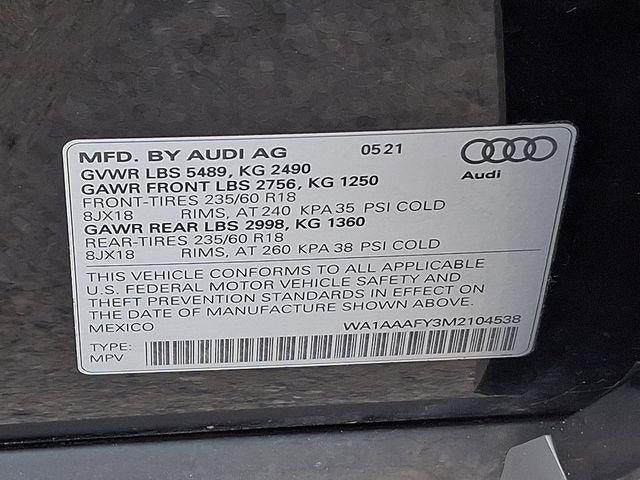 MFD. BY AUDI AG 0521
GVWR LBS 5489, KG 2490
GAWR FRONT LBS 2756, KG 1250
FRONT-TIRES 235/60 R18
8JX18 RIMS, AT 240 KPA 35 PSI COLD
GAWR REAR LBS 2998, KG 1360
REAR-TIRES 235/60 R18
8JX18 RIMS, AT 260 KPA 38 PSI COLD
Audi
THIS VEHICLE CONFORMS TO ALL APPLICABLE
U.S. FEDERAL MOTOR VEHICLE SAFETY AND
THEFT PREVENTION STANDARDS IN EFFECT ON
THE DATE OF MANUFACTURE SHOWN ABOVE.
MEXICO WA1AAAFY3M2104538
TYPE:
MPV